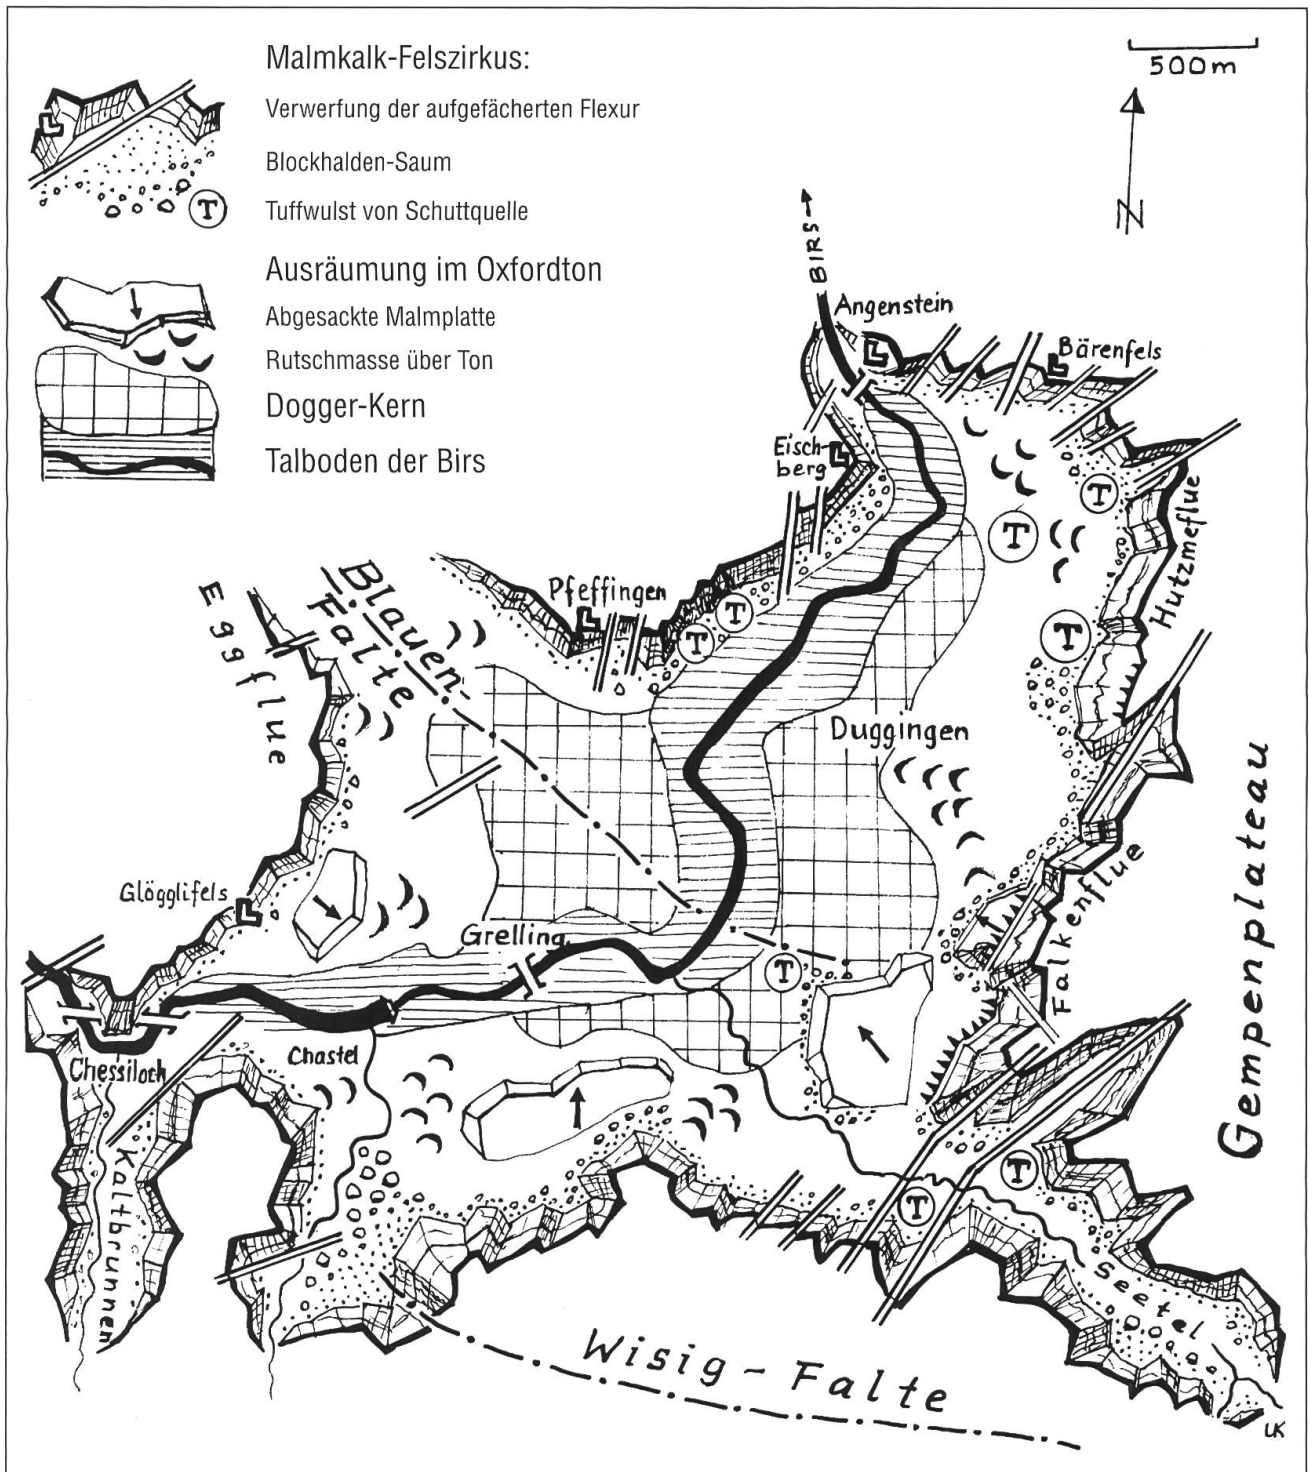 Malmkalk-Felszirkus:
Verwerfung der aufgefächerten Flexur
Blockhalden-Saum
T
Tuffwulst von Schuttquelle
Ausräumung im Oxfordton
Abgesackte Malmplatte
Rutschmasse über Ton
Dogger-Kern
Talboden der Birs
500m
N
BIRS
Angenstein
Bärenfels
Eisch-
berg
T
T
Hutzmeflue
Pfeffingen
T
T
T
Blauen-
Falte
Eggflue
Duggingen
Gempenplateau
Glögglifels
Falkenflue
Grelling
T
Chastel
Chessiloch
Kaltbrunnen
T
T
Seetel
Wisig-Falte
LK